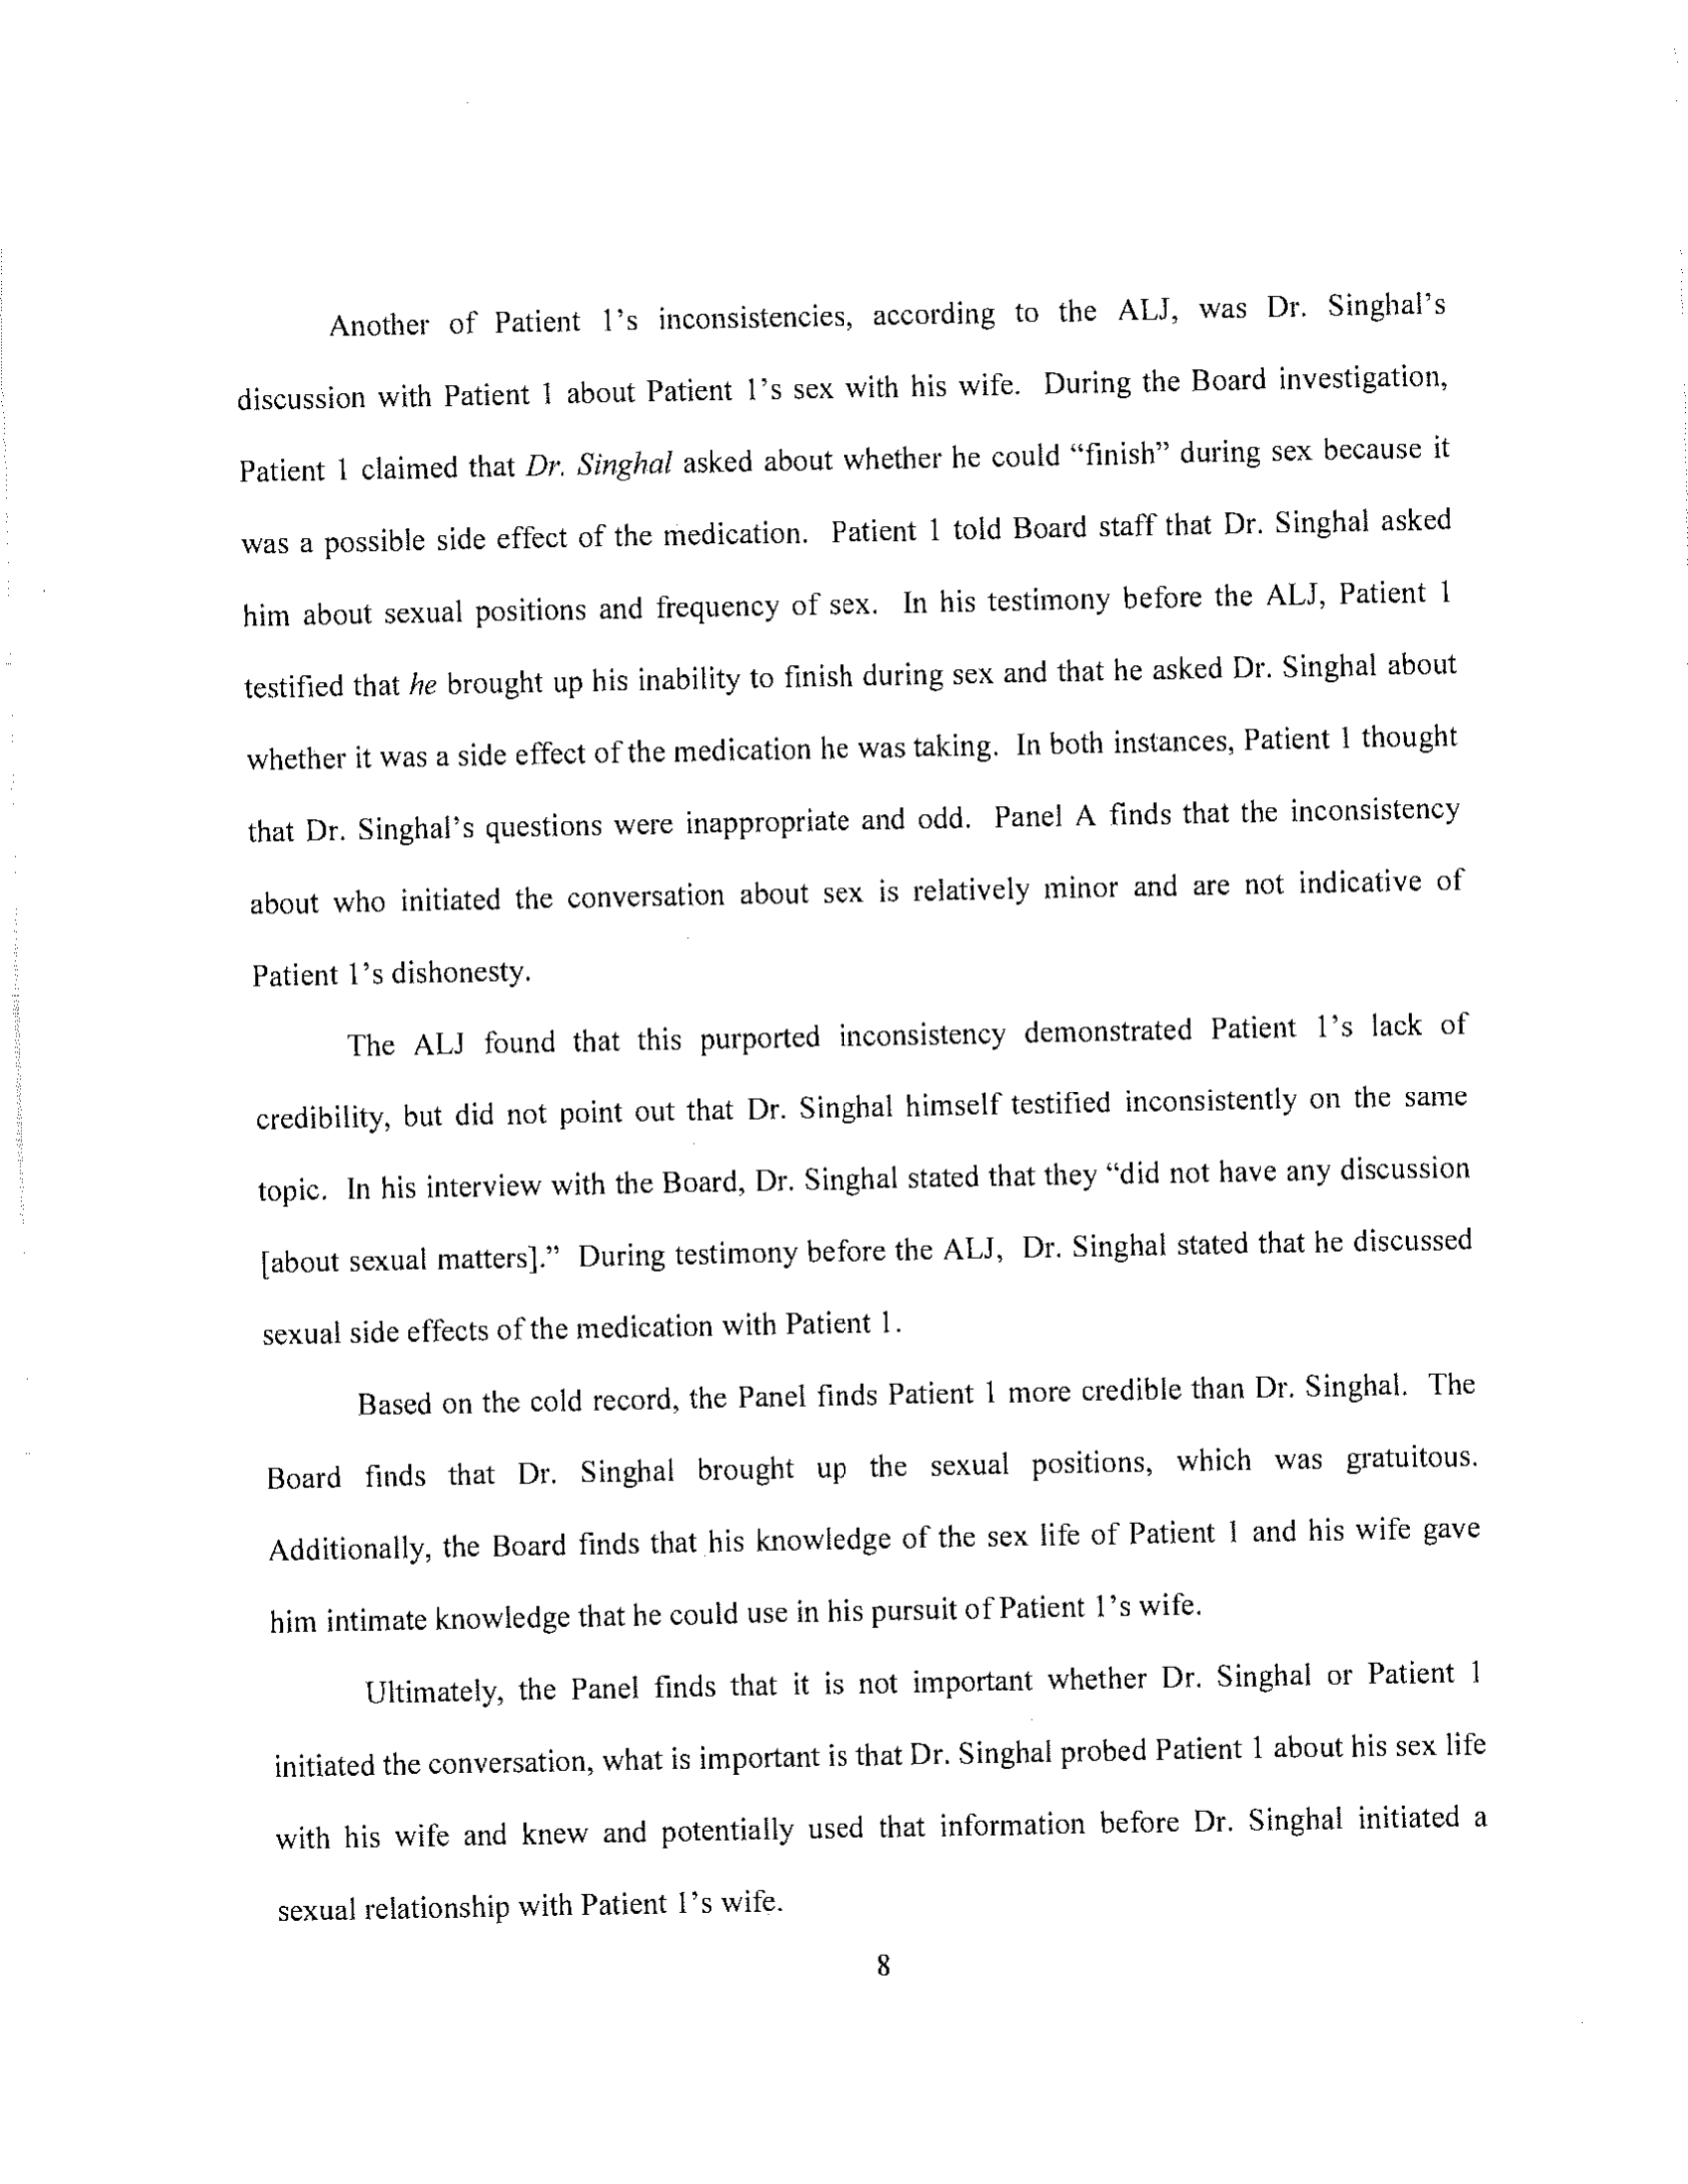 Another of Patient 1's inconsistencies, according to the ALJ, was Dr. Singhal's
discussion with Patient 1 about Patient 1's sex with his wife. During the Board investigation,
Patient 1 claimed that Dr. Singhal asked about whether he could “finish” during sex because it
was a possible side effect of the medication. Patient 1 told Board staff that Dr. Singhal asked
him about sexual positions and frequency of sex. In his testimony before the ALJ, Patient 1
testified that he brought up his inability to finish during sex and that he asked Dr. Singhal about
whether it was a side effect of the medication he was taking. In both instances, Patient 1 thought
that Dr. Singhal's questions were inappropriate and odd. Panel A finds that the inconsistency
about who initiated the conversation about sex is relatively minor and are not indicative of
Patient 1's dishonesty.
The ALJ found that this purported inconsistency demonstrated Patient 1's lack of
credibility, but did not point out that Dr. Singhal himself testified inconsistently on the same
topic. In his interview with the Board, Dr. Singhal stated that they “did not have any discussion
[about sexual matters].” During testimony before the ALJ, Dr. Singhal stated that he discussed
sexual side effects of the medication with Patient 1.
Based on the cold record, the Panel finds Patient 1 more credible than Dr. Singhal. The
Board finds that Dr. Singhal brought up the sexual positions, which was gratuitous.
Additionally, the Board finds that his knowledge of the sex life of Patient 1 and his wife gave
him intimate knowledge that he could use in his pursuit of Patient 1's wife.
Ultimately, the Panel finds that it is not important whether Dr. Singhal or Patient 1
initiated the conversation, what is important is that Dr. Singhal probed Patient 1 about his sex life
with his wife and knew and potentially used that information before Dr. Singhal initiated a
sexual relationship with Patient 1's wife.
8